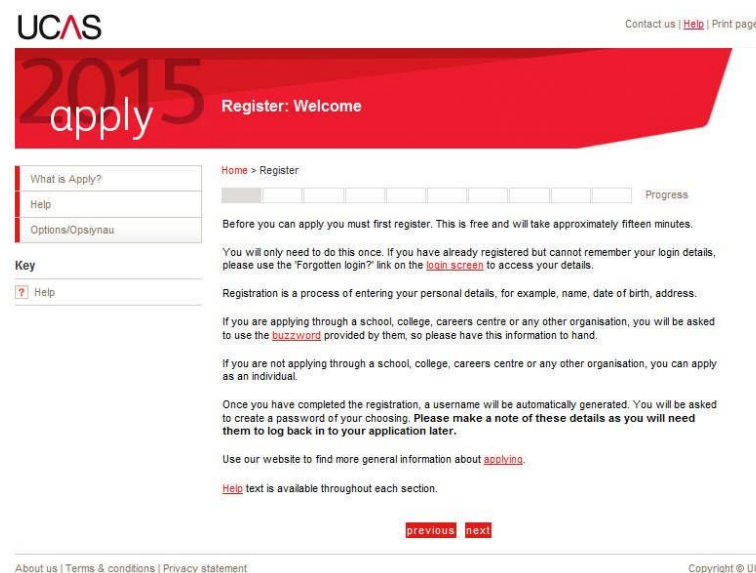 UCAS
Contact us | Help | Print page
2015
apply
Register: Welcome
What is Apply?
Help
Options/Opsiynau
Key
? Help
Home > Register
Progress
Before you can apply you must first register. This is free and will take approximately fifteen minutes.
You will only need to do this once. If you have already registered but cannot remember your login details,
please use the 'Forgotten login?' link on the login screen to access your details.
Registration is a process of entering your personal details, for example, name, date of birth, address.
If you are applying through a school, college, careers centre or any other organisation, you will be asked
to use the buzzword provided by them, so please have this information to hand.
If you are not applying through a school, college, careers centre or any other organisation, you can apply
as an individual.
Once you have completed the registration, a username will be automatically generated. You will be asked
to create a password of your choosing. Please make a note of these details as you will need
them to log back in to your application later.
Use our website to find more general information about applying.
Help text is available throughout each section.
previous next
About us | Terms & conditions | Privacy statement
Copyright ©